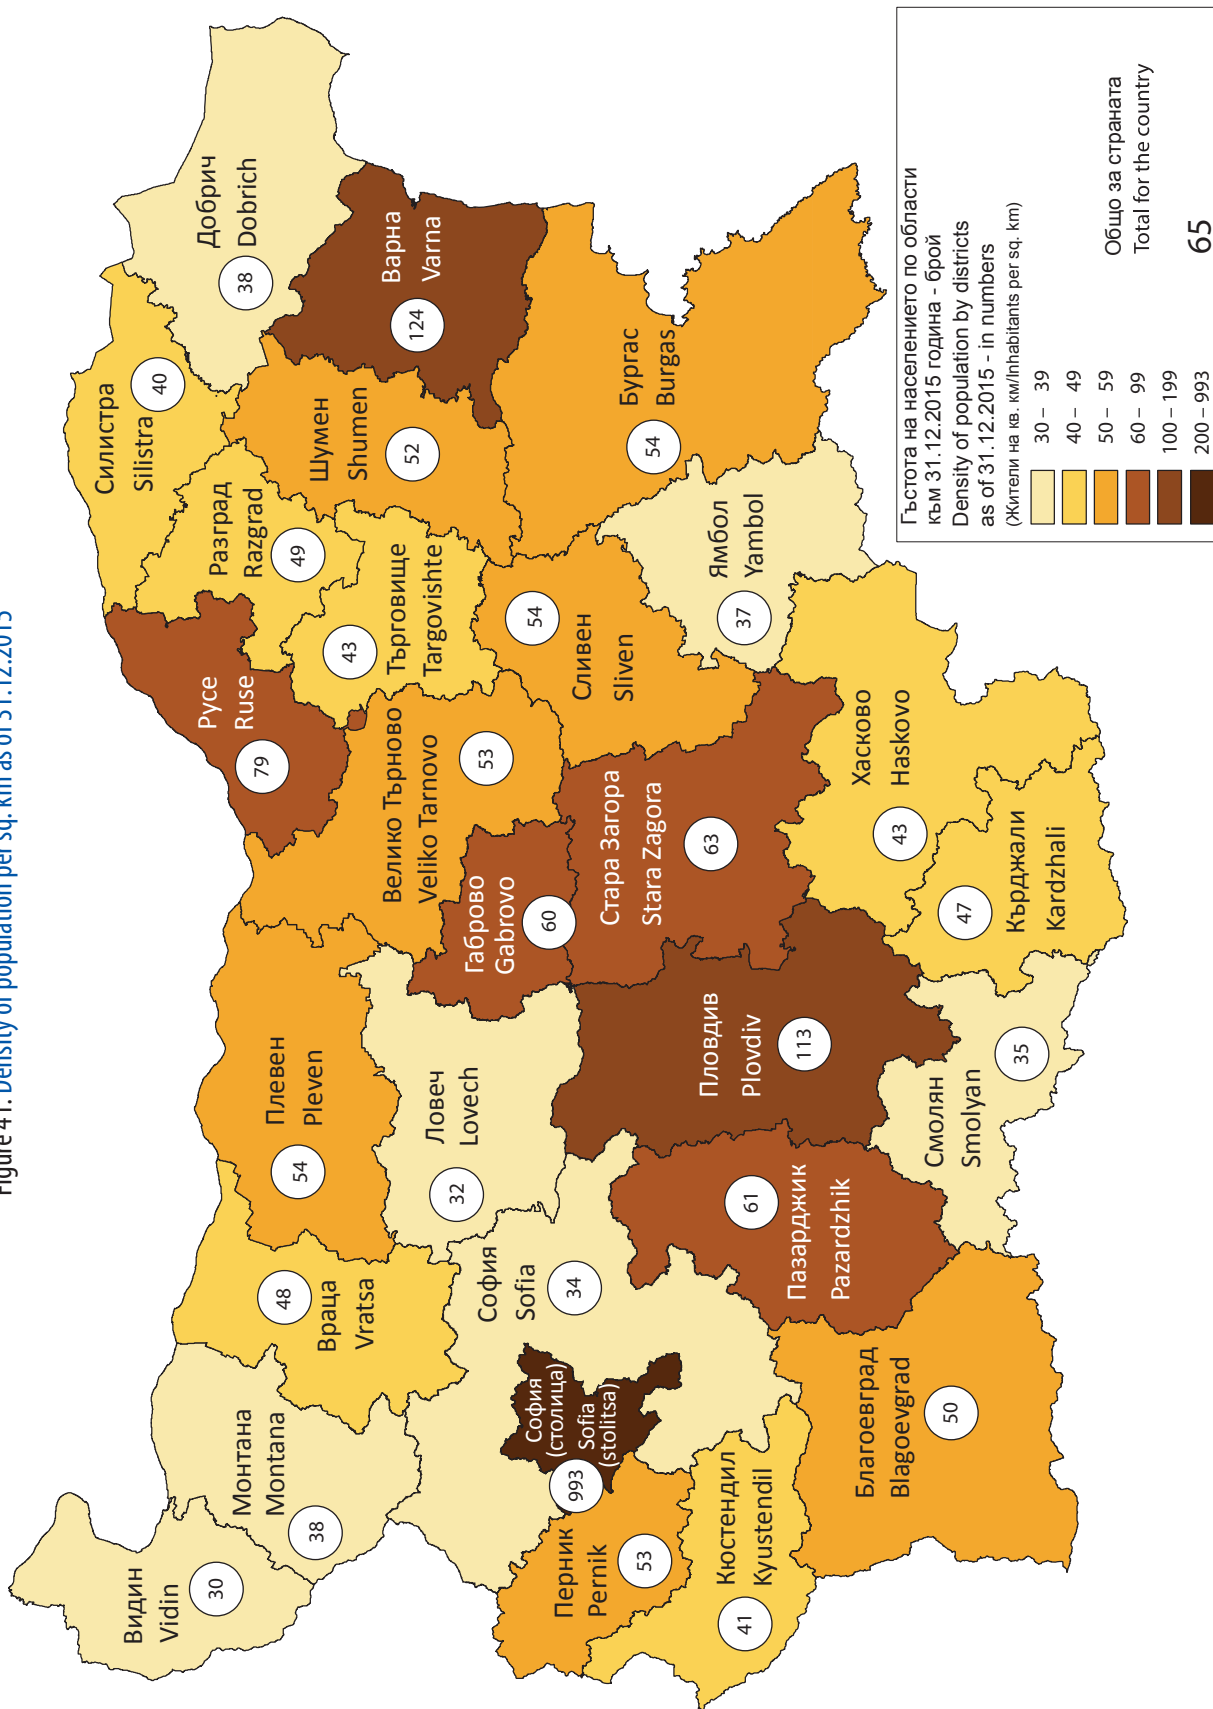 Figure 41. Density of population per sq. km as of 31.12.2015
Видин
Vidin
30
Монтана
Montana
38
Враца
Vratsa
48
Плевен
Pleven
54
Ловеч
Lovech
32
София
Sofia
34
София
(столица)
Sofia
(stolitsa)
993
Перник
Pernik
53
Кюстендил
Kyustendil
41
Благоевград
Blagoevgrad
50
Пазарджик
Pazardzhik
61
Пловдив
Plovdiv
113
Смолян
Smolyan
35
Габрово
Gabrovo
60
Велико Търново
Veliko Tarnovo
53
Русе
Ruse
79
Стара Загора
Stara Zagora
63
Хасково
Haskovo
43
Кърджали
Kardzhali
47
Разград
Razgrad
49
Търговище
Targovishte
43
Силистра
Silistra
40
Добрич
Dobrich
38
Шумен
Shumen
52
Варна
Varna
124
Сливен
Sliven
54
Ямбол
Yambol
37
Бургас
Burgas
54
Гъстота на населението по области
към 31.12.2015 година - брой
Density of population by districts
as of 31.12.2015 - in numbers
(Жители на кв. км/Inhabitants per sq. km)
30 – 39
40 – 49
50 – 59
60 – 99
100 – 199
200 – 993
Общо за страната
Total for the country
65